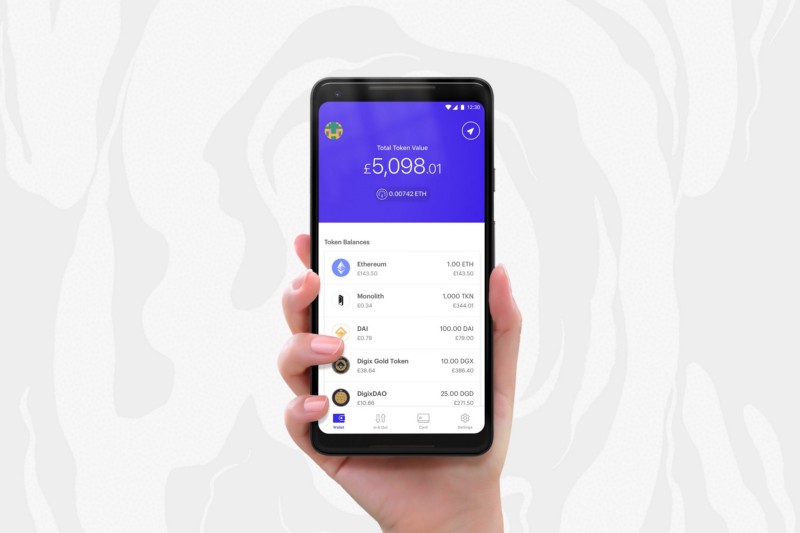 12:30
Total Token Value
£5,098.01
0.00742 ETH
Token Balances
Ethereum 1.00 ETH
£143.50 £143.50
Monolith 1,000 TKN
£0.34 £344.01
DAI 100.00 DAI
£0.78 £78.00
Digix Gold Token 10.00 DGX
£38.64 £386.40
DigixDAO 25.00 DGD
£10.86 £271.50
Wallet In & Out Card Settings